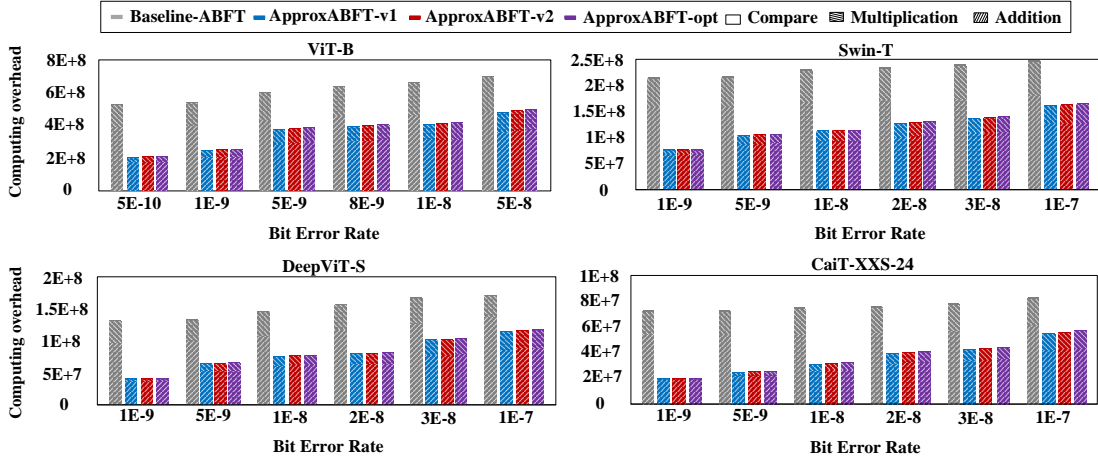 Baseline-ABFT ApproxABFT-v1 ApproxABFT-v2 ApproxABFT-opt Compare Multiplication Addition
ViT-B
Computing overhead
8E+8
6E+8
4E+8
2E+8
0
5E-10 1E-9 5E-9 8E-9 1E-8 5E-8
Bit Error Rate
Swin-T
2.5E+8
2E+8
1.5E+8
1E+8
5E+7
0
1E-9 5E-9 1E-8 2E-8 3E-8 1E-7
Bit Error Rate
DeepViT-S
Computing overhead
2E+8
1.5E+8
1E+8
5E+7
0
1E-9 5E-9 1E-8 2E-8 3E-8 1E-7
Bit Error Rate
CaiT-XXS-24
1E+8
8E+7
6E+7
4E+7
2E+7
0
1E-9 5E-9 1E-8 2E-8 3E-8 1E-7
Bit Error Rate